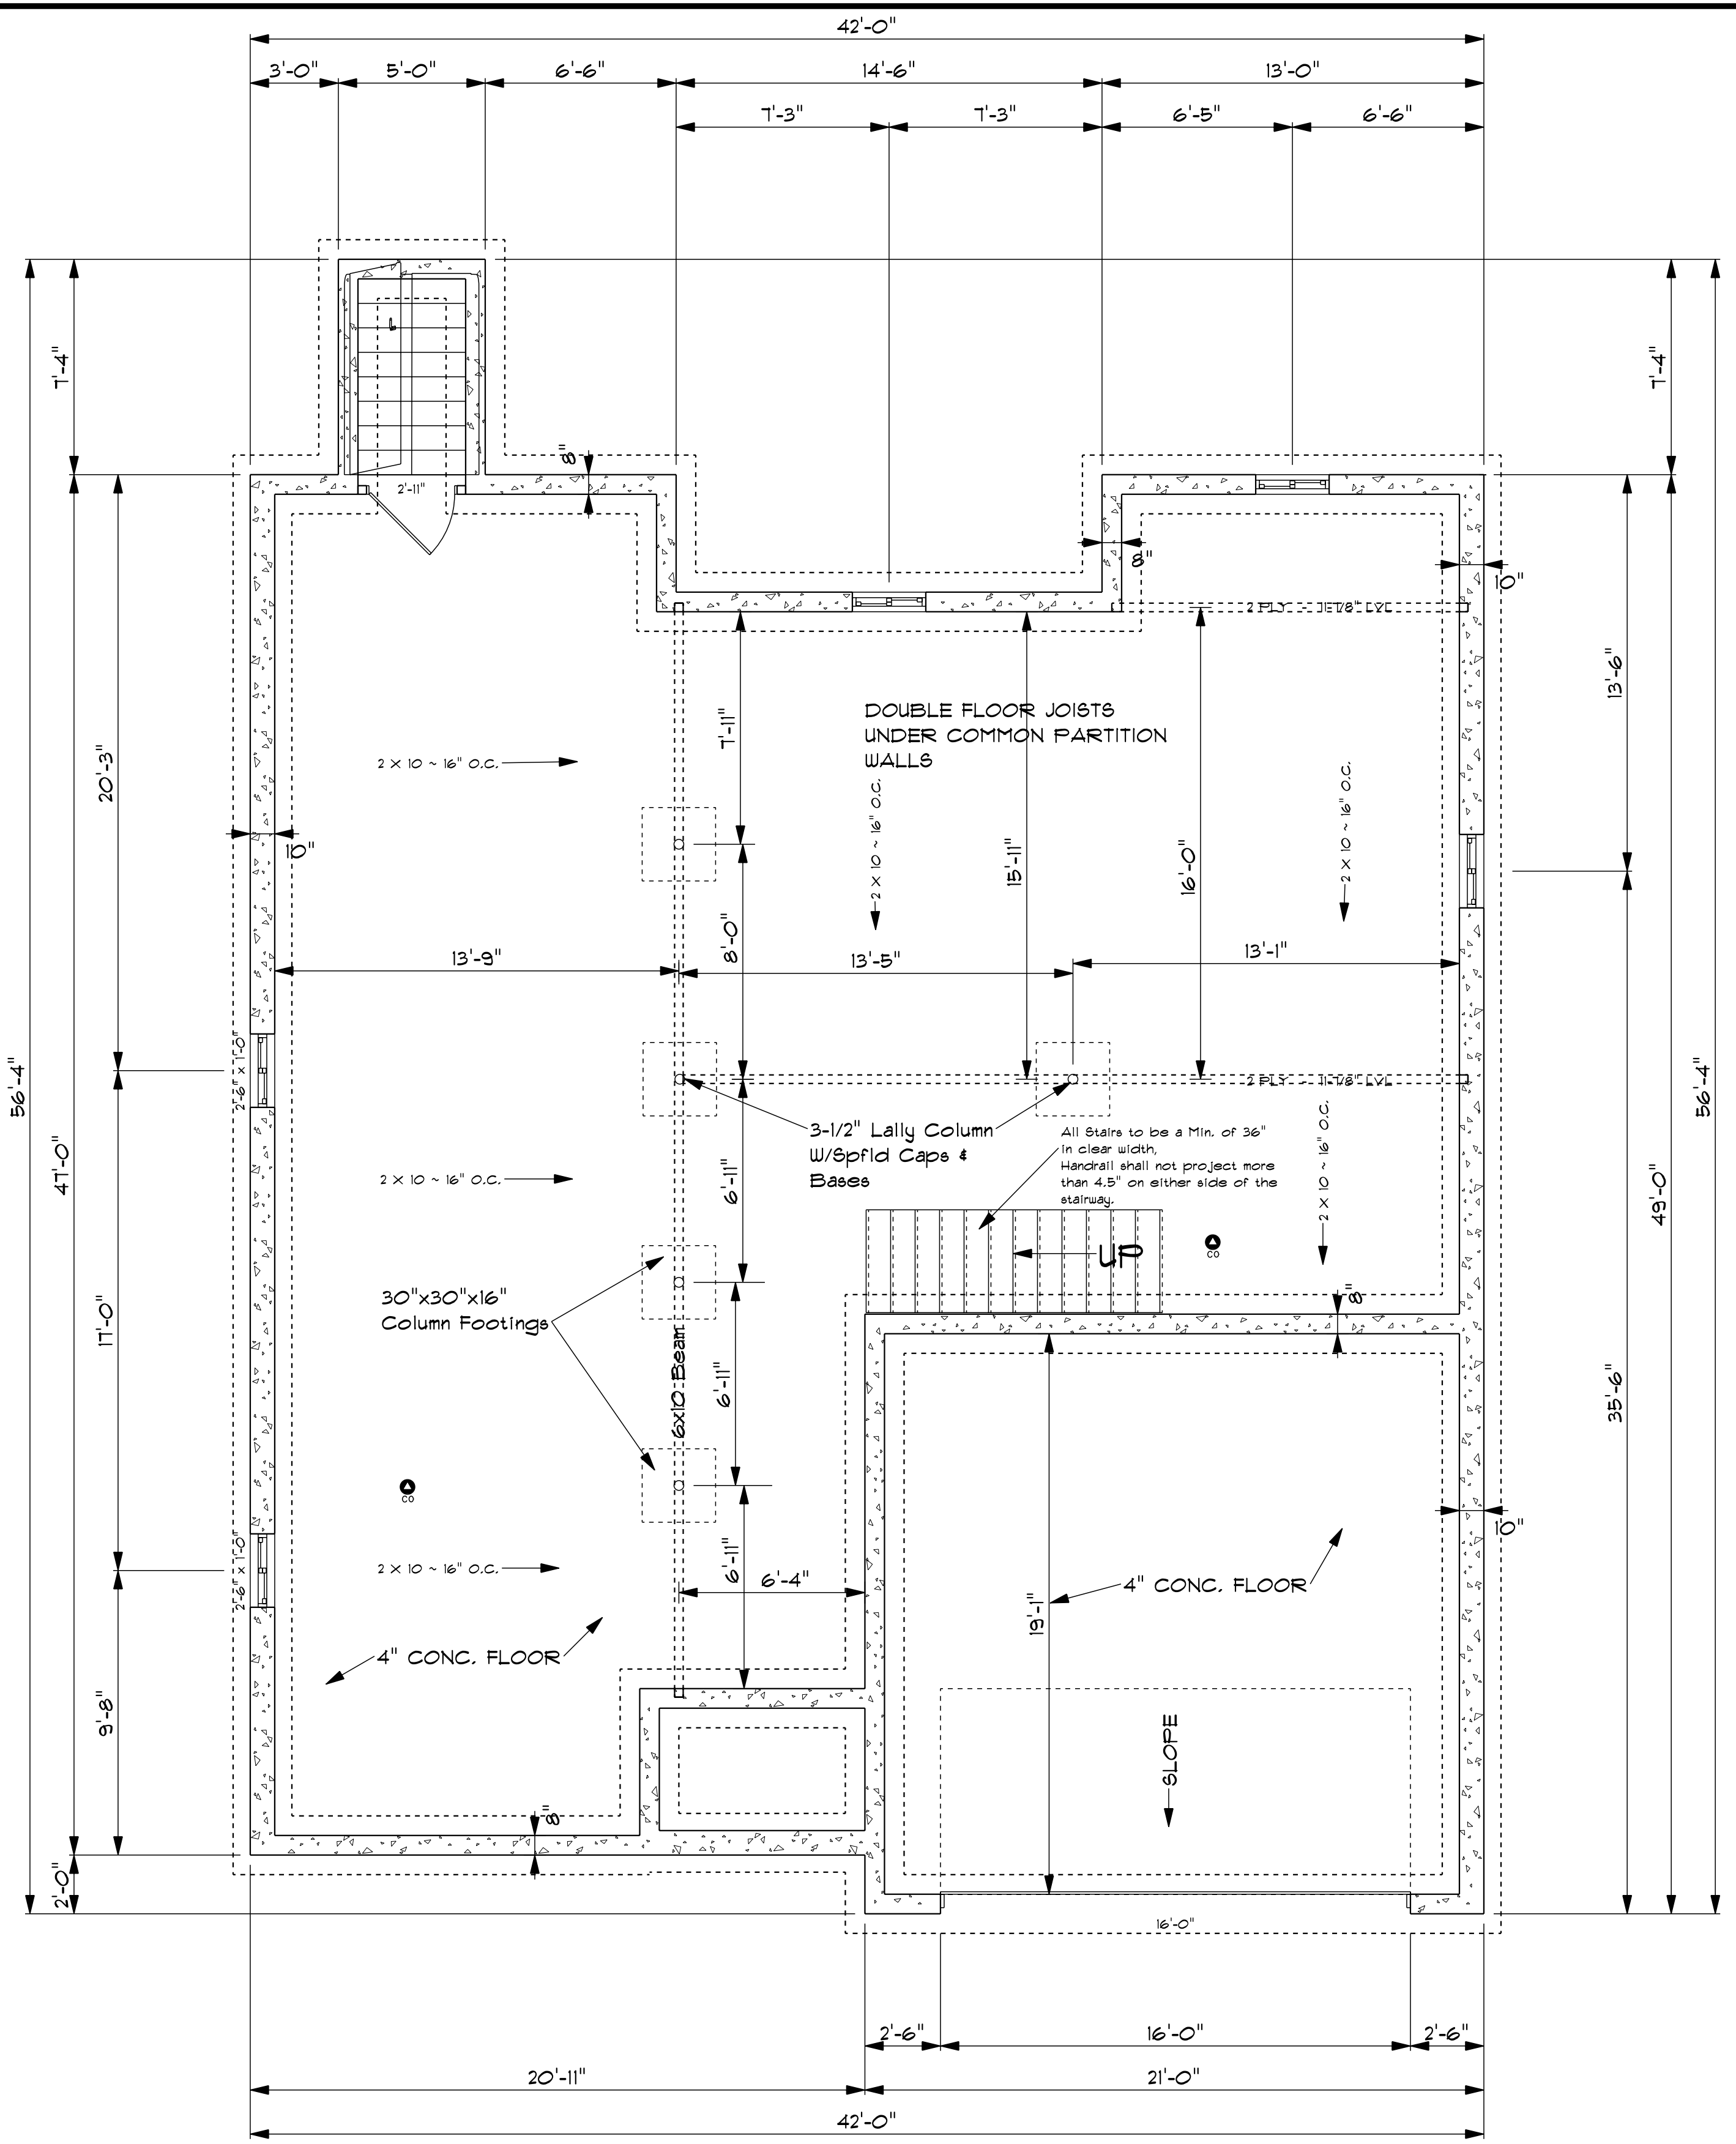 42'-0"
3'-0" 5'-0" 6'-6" 14'-6" 13'-0"
7'-3" 7'-3" 6'-5" 6'-6"
7'-4"
7'-4"
8"
2'-11"
8"
10"
2 PLY - 11-7/8" LVL
13'-6"
7'-11"
DOUBLE FLOOR JOISTS
UNDER COMMON PARTITION
WALLS
20'-3"
2 X 10 ~ 16" O.C.
2 X 10 ~ 16" O.C.
2 X 10 ~ 16" O.C.
10"
15'-11"
16'-0"
8'-0"
13'-9"
13'-5"
13'-1"
56'-4"
47'-0"
2'-6" x 1'-0"
2 PLY - 11-7/8" LVL
56'-4"
49'-0"
3-1/2" Lally Column
W/Spfld Caps &
Bases
All Stairs to be a Min. of 36"
in clear width,
Handrail shall not project more
than 4.5" on either side of the
stairway.
2 X 10 ~ 16" O.C.
6'-11"
2 X 10 ~ 16" O.C.
UP
CO
30"x30"x16"
Column Footings
8"
17'-0"
6x10 Beam
6'-11"
35'-6"
CO
10"
2'-6" x 1'-0"
2 X 10 ~ 16" O.C.
6'-11"
6'-4"
4" CONC. FLOOR
19'-1"
4" CONC. FLOOR
9'-8"
SLOPE
8"
2'-0"
16'-0"
2'-6" 16'-0" 2'-6"
20'-11" 21'-0"
42'-0"